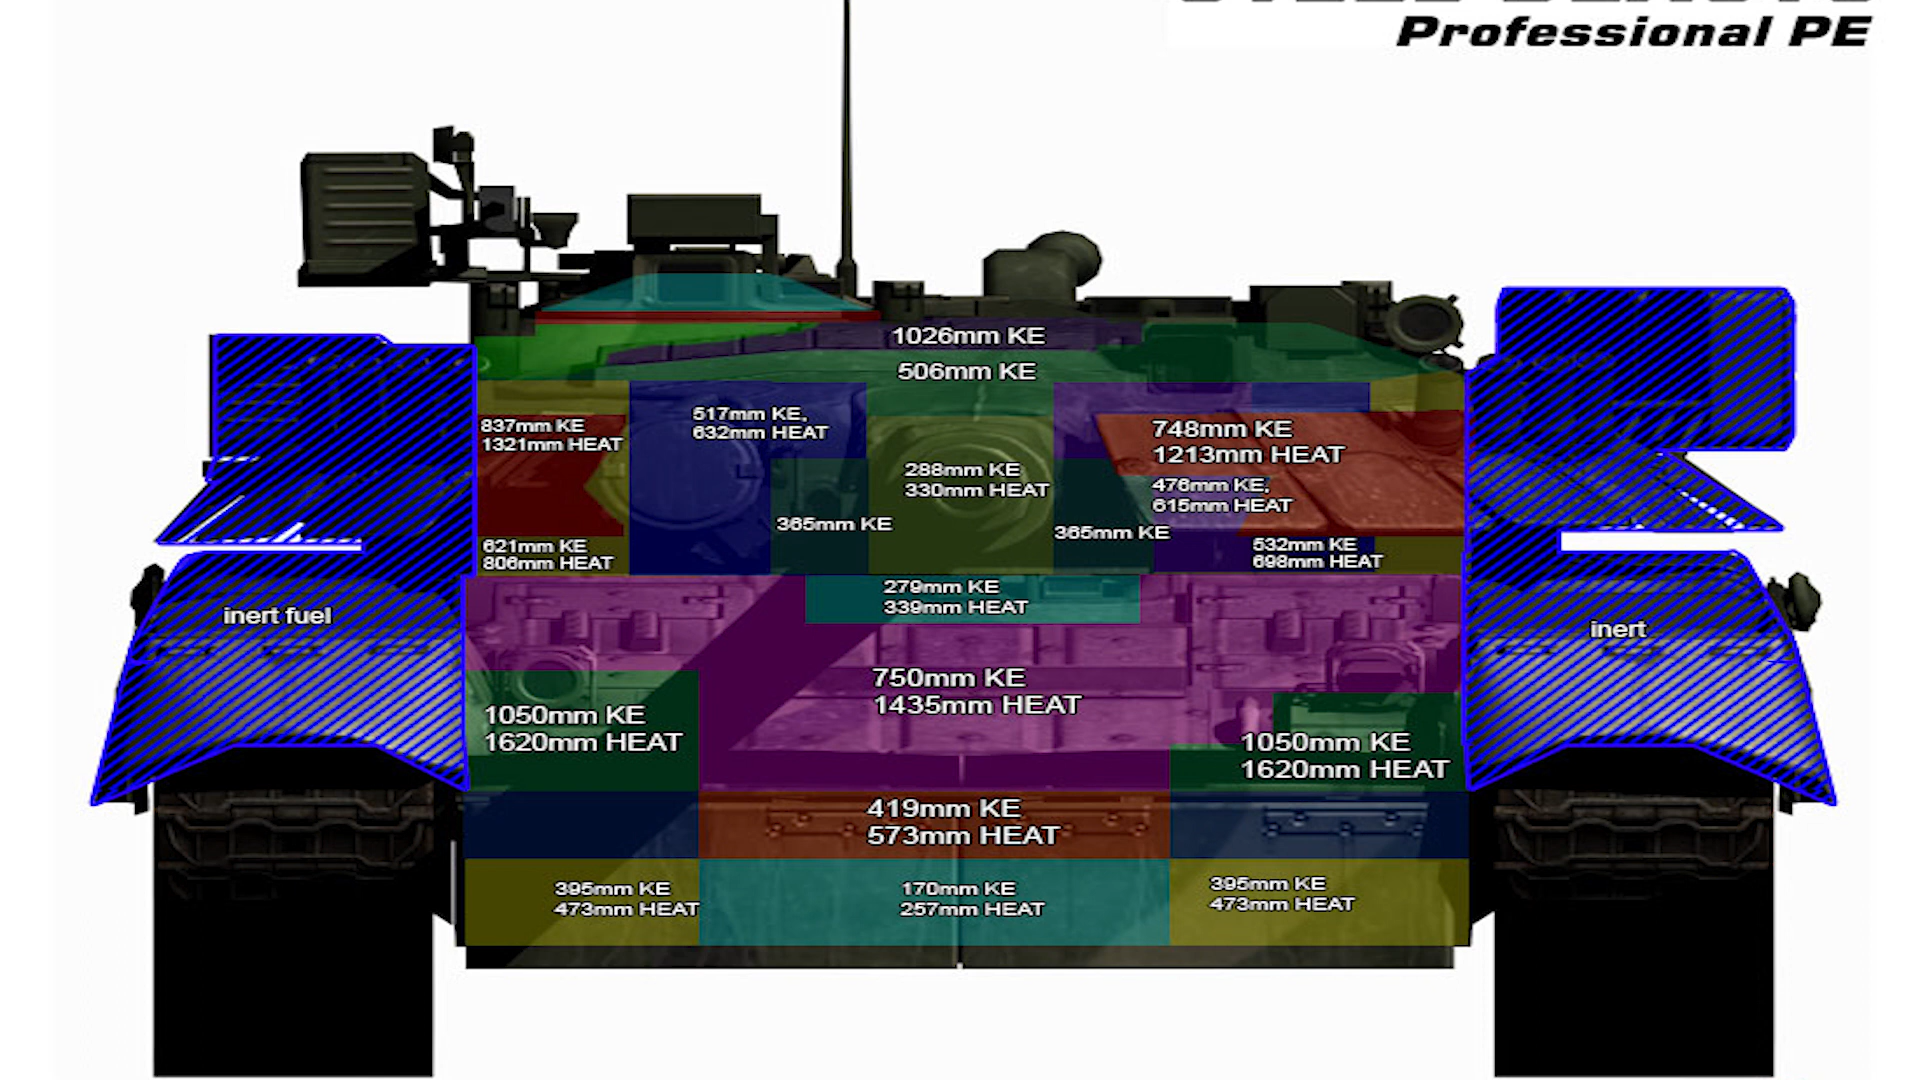 Professional PE
1026mm KE
506mm KE
837mm KE
1321mm HEAT
517mm KE,
632mm HEAT
748mm KE
1213mm HEAT
288mm KE
330mm HEAT
476mm KE,
615mm HEAT
365mm KE
365mm KE
621mm KE
806mm HEAT
532mm KE
698mm HEAT
279mm KE
339mm HEAT
inert fuel
inert
750mm KE
1435mm HEAT
1050mm KE
1620mm HEAT
1050mm KE
1620mm HEAT
419mm KE
573mm HEAT
395mm KE
473mm HEAT
170mm KE
257mm HEAT
395mm KE
473mm HEAT